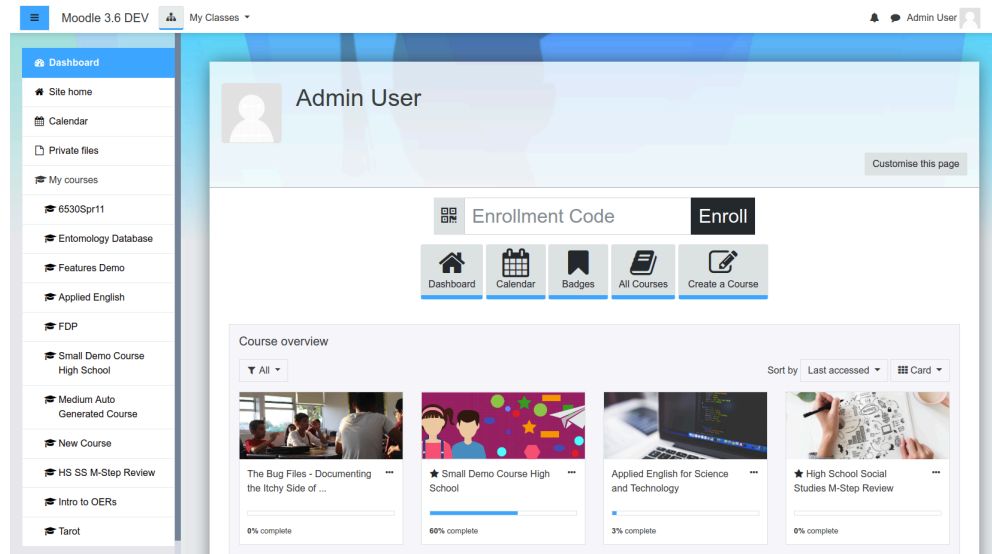 Moodle 3.6 DEV
My Classes
Admin User
Dashboard
Site home
Calendar
Private files
My courses
6530Spr11
Entomology Database
Features Demo
Applied English
FDP
Small Demo Course
High School
Medium Auto
Generated Course
New Course
HS SS M-Step Review
Intro to OERs
Tarot
Admin User
Customise this page
Enrollment Code
Enroll
Dashboard
Calendar
Badges
All Courses
Create a Course
Course overview
All
Sort by Last accessed
Card
The Bug Files - Documenting
the Itchy Side of ...
0% complete
Small Demo Course High
School
60% complete
Applied English for Science
and Technology
3% complete
High School Social
Studies M-Step Review
0% complete